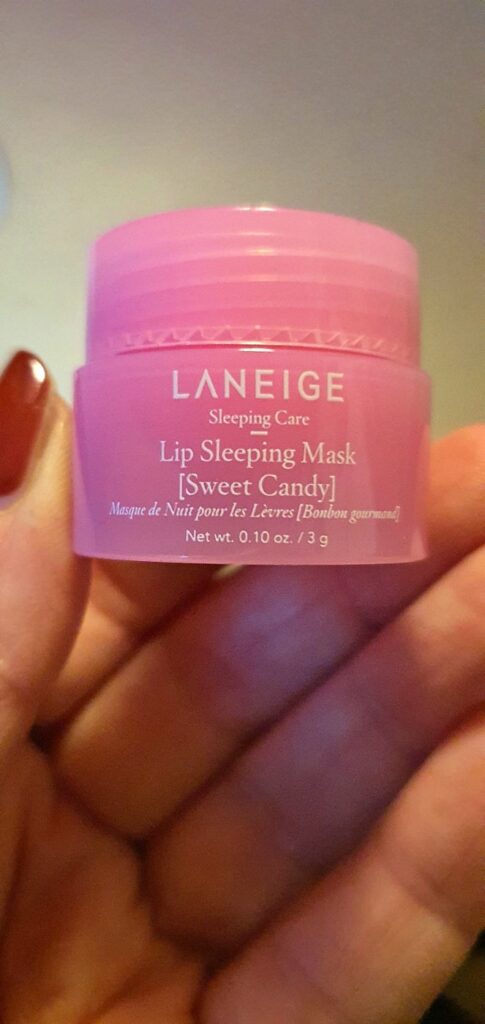 LANEIGE
Sleeping Care
Lip Sleeping Mask
[Sweet Candy]
Masque de Nuit pour les Lèvres [Bonbon gourmand]
Net wt. 0.10 oz. / 3 g